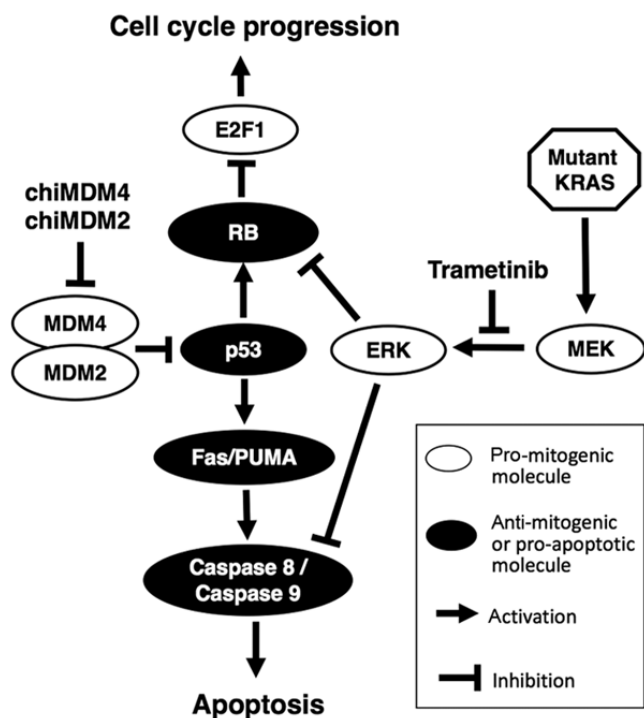 Cell cycle progression
E2F1
Mutant
KRAS
chiMDM4
chiMDM2
RB
Trametinib
MDM4
MDM2
p53
ERK
MEK
Fas/PUMA
Caspase 8 /
Caspase 9
Apoptosis
Pro-mitogenic
molecule
Anti-mitogenic
or pro-apoptotic
molecule
Activation
Inhibition